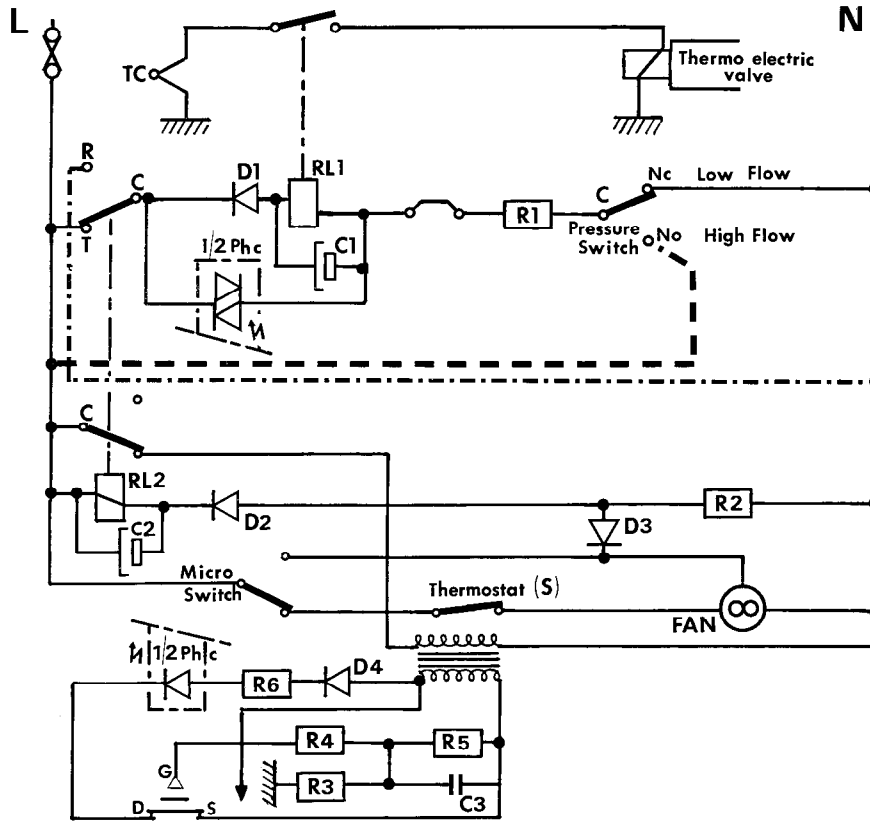 L
N
TC
Thermo electric
valve
R
D1
RL1
C
Nc Low Flow
T
R1
C
Pressure
Switch
No High Flow
C1
1/2 Phc
C
RL2
C2
D2
D3
R2
Micro
Switch
Thermostat (S)
FAN
1/2 Phc
R6
D4
R4
R5
G
R3
C3
D
S